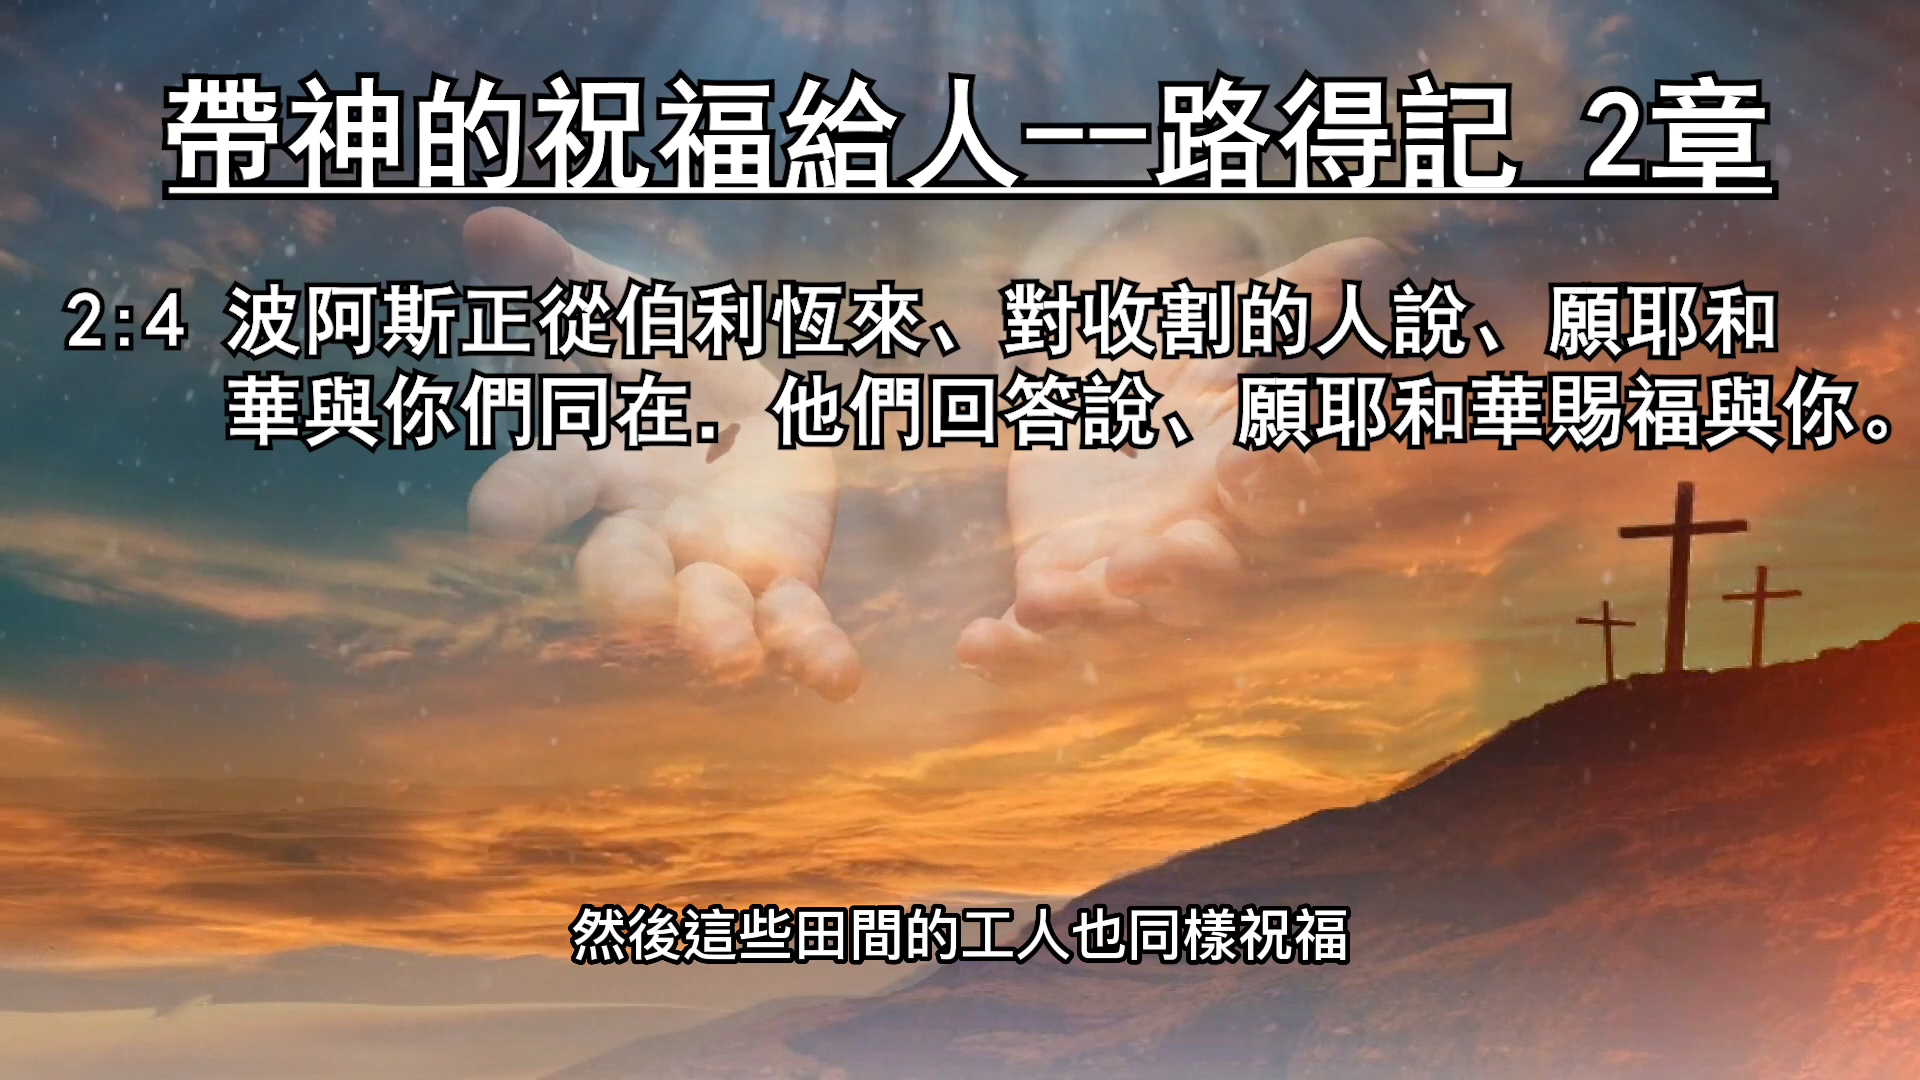 帶神的祝福給人--路得記 2章
2:4 波阿斯正從伯利恆來、對收割的人說、願耶和
華與你們同在. 他們回答說、願耶和華賜福與你。
然後這些田間的工人也同樣祝福